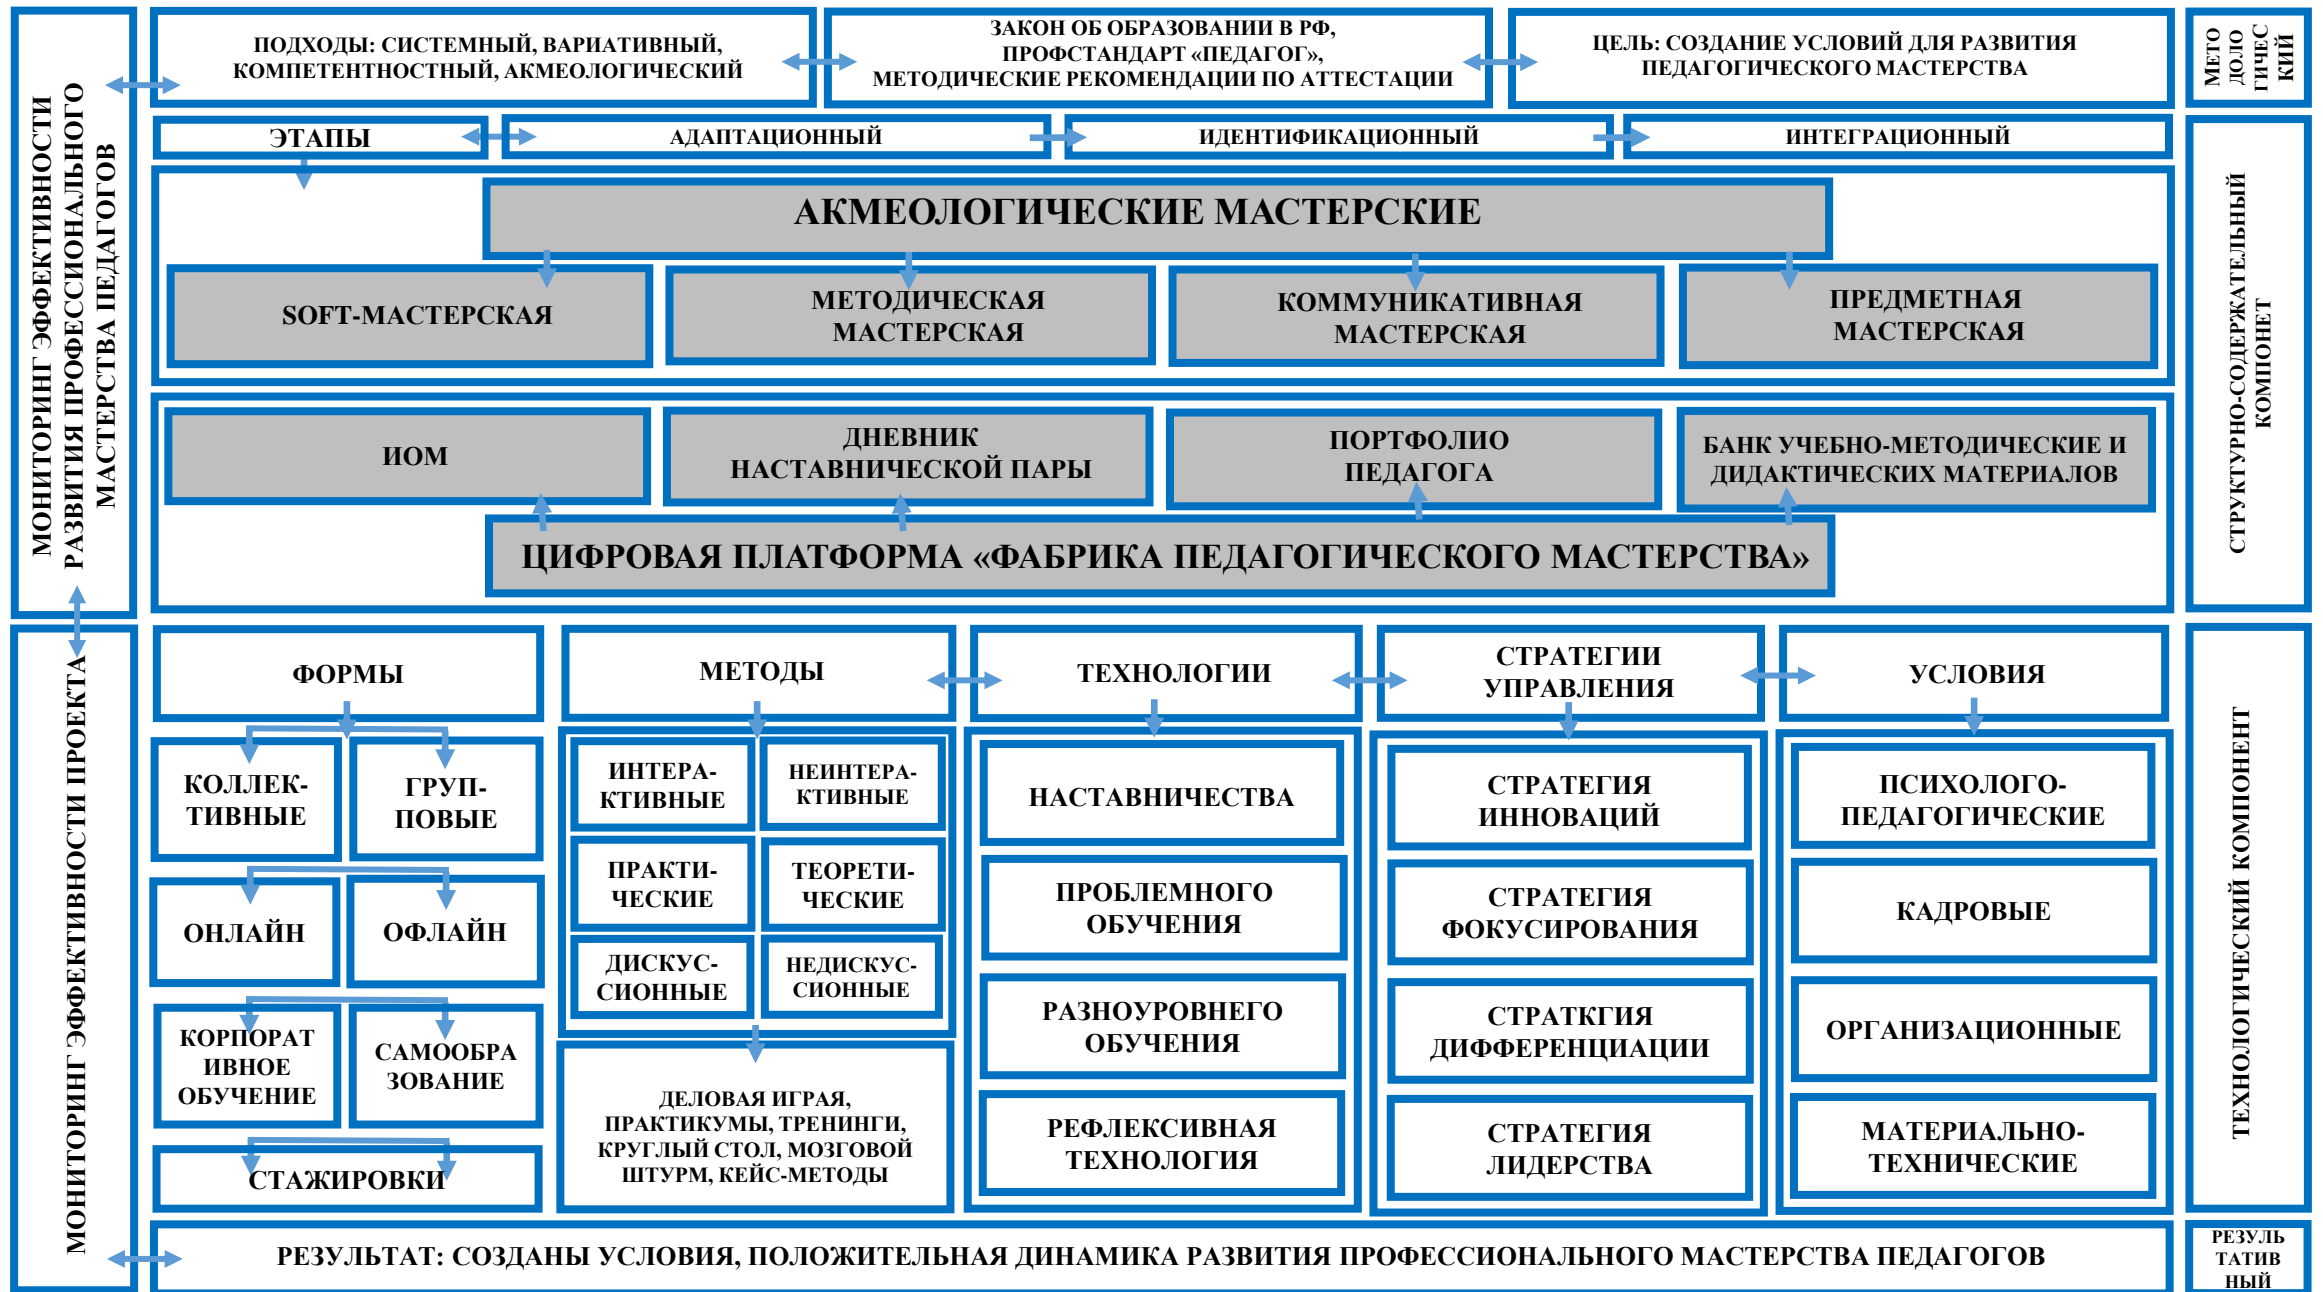 МОНИТОРИНГ ЭФФЕКТИВНОСТИ
РАЗВИТИЯ ПРОФЕССИОНАЛЬНОГО
МАСТЕРСТВА ПЕДАГОГОВ
ПОДХОДЫ: СИСТЕМНЫЙ, ВАРИАТИВНЫЙ,
КОМПЕТЕНТНОСТНЫЙ, АКМЕОЛОГИЧЕСКИЙ
ЗАКОН ОБ ОБРАЗОВАНИИ В РФ,
ПРОФСТАНДАРТ «ПЕДАГОГ»,
МЕТОДИЧЕСКИЕ РЕКОМЕНДАЦИИ ПО АТТЕСТАЦИИ
ЦЕЛЬ: СОЗДАНИЕ УСЛОВИЙ ДЛЯ РАЗВИТИЯ
ПЕДАГОГИЧЕСКОГО МАСТЕРСТВА
МЕТО
ДОЛО
ГИЧЕС
КИЙ
ЭТАПЫ
АДАПТАЦИОННЫЙ
ИДЕНТИФИКАЦИОННЫЙ
ИНТЕГРАЦИОННЫЙ
АКМЕОЛОГИЧЕСКИЕ МАСТЕРСКИЕ
SOFT-МАСТЕРСКАЯ
МЕТОДИЧЕСКАЯ
МАСТЕРСКАЯ
КОММУНИКАТИВНАЯ
МАСТЕРСКАЯ
ПРЕДМЕТНАЯ
МАСТЕРСКАЯ
СТРУКТУРНО-СОДЕРЖАТЕЛЬНЫЙ
КОМПОНЕТ
ИОМ
ДНЕВНИК
НАСТАВНИЧЕСКОЙ ПАРЫ
ПОРТФОЛИО
ПЕДАГОГА
БАНК УЧЕБНО-МЕТОДИЧЕСКИЕ И
ДИДАКТИЧЕСКИХ МАТЕРИАЛОВ
ЦИФРОВАЯ ПЛАТФОРМА «ФАБРИКА ПЕДАГОГИЧЕСКОГО МАСТЕРСТВА»
МОНИТОРИНГ ЭФФЕКТИВНОСТИ ПРОЕКТА
ФОРМЫ
МЕТОДЫ
ТЕХНОЛОГИИ
СТРАТЕГИИ
УПРАВЛЕНИЯ
УСЛОВИЯ
ТЕХНОЛОГИЧЕСКИЙ КОМПОНЕНТ
КОЛЛЕК-
ТИВНЫЕ
ГРУП-
ПОВЫЕ
ОНЛАЙН
ОФЛАЙН
КОРПОРАТ
ИВНОЕ
ОБУЧЕНИЕ
САМООБРА
ЗОВАНИЕ
СТАЖИРОВКИ
ИНТЕРА-
КТИВНЫЕ
НЕИНТЕРА-
КТИВНЫЕ
ПРАКТИ-
ЧЕСКИЕ
ТЕОРЕТИ-
ЧЕСКИЕ
ДИСКУС-
СИОННЫЕ
НЕДИСКУС-
СИОННЫЕ
ДЕЛОВАЯ ИГРАЯ,
ПРАКТИКУМЫ, ТРЕНИНГИ,
КРУГЛЫЙ СТОЛ, МОЗГОВОЙ
ШТУРМ, КЕЙС-МЕТОДЫ
НАСТАВНИЧЕСТВА
ПРОБЛЕМНОГО
ОБУЧЕНИЯ
РАЗНОУРОВНЕГО
ОБУЧЕНИЯ
РЕФЛЕКСИВНАЯ
ТЕХНОЛОГИЯ
СТРАТЕГИЯ
ИННОВАЦИЙ
СТРАТЕГИЯ
ФОКУСИРОВАНИЯ
СТРАТКГИЯ
ДИФФЕРЕНЦИАЦИИ
СТРАТЕГИЯ
ЛИДЕРСТВА
ПСИХОЛОГО-
ПЕДАГОГИЧЕСКИЕ
КАДРОВЫЕ
ОРГАНИЗАЦИОННЫЕ
МАТЕРИАЛЬНО-
ТЕХНИЧЕСКИЕ
РЕЗУЛЬТАТ: СОЗДАНЫ УСЛОВИЯ, ПОЛОЖИТЕЛЬНАЯ ДИНАМИКА РАЗВИТИЯ ПРОФЕССИОНАЛЬНОГО МАСТЕРСТВА ПЕДАГОГОВ
РЕЗУЛЬ
ТАТИВ
НЫЙ